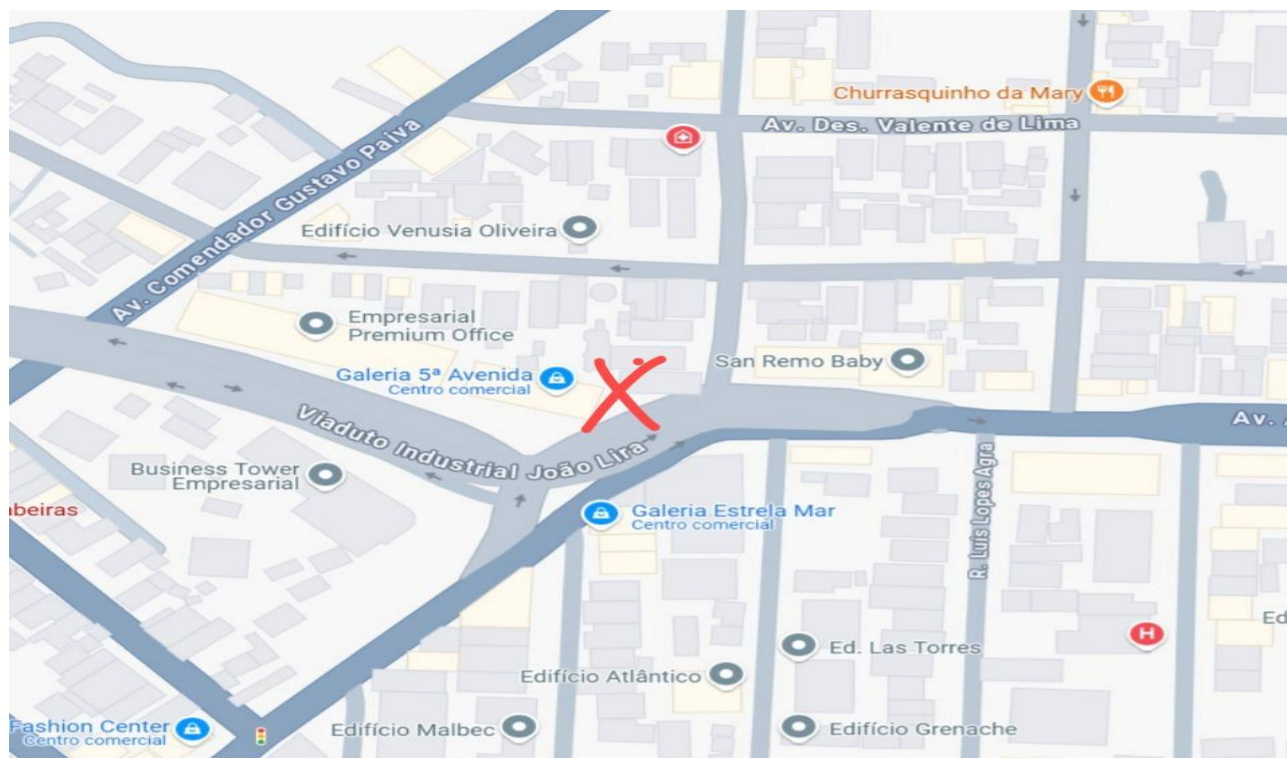 Churrasquinho da Mary
Av. Des. Valente de Lima
Av. Comendador Gustavo Paiva
Edifício Venusia Oliveira
Empresarial
Premium Office
San Remo Baby
Galeria 5ª Avenida
Centro comercial
Av.
Viaduto Industrial João Lira
Business Tower
Empresarial
R. Luís Lopes Agra
abeiras
Galeria Estrela Mar
Centro comercial
H
Ed
Ed. Las Torres
Edifício Atlântico
Fashion Center
Centro comercial
Edifício Malbec
Edifício Grenache